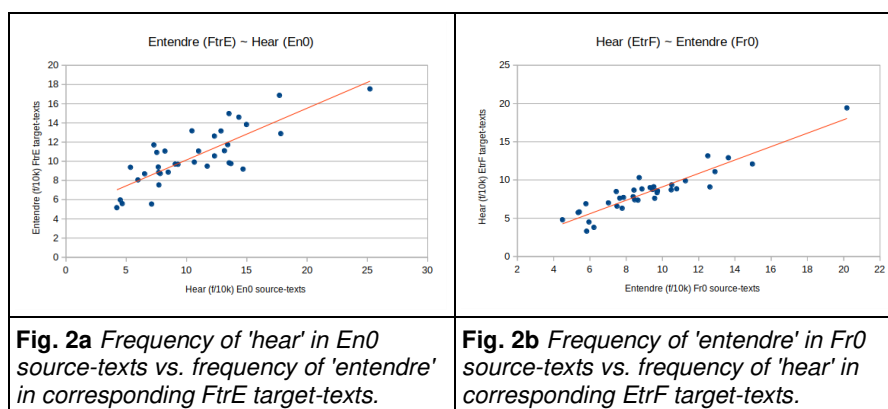 Entendre (FtrE) ~ Hear (En0)
Entendre (f/10k) FtrE target-texts
20
18
16
14
12
10
8
6
4
2
0
0 5 10 15 20 25 30
Hear (f/10k) En0 source-texts
Hear (EtrF) ~ Entendre (Fr0)
Hear (f/10k) EtrF target-texts
25
20
15
10
5
0
2 4 6 8 10 12 14 16 18 20 22
Entendre (f/10k) Fr0 source-texts
Fig. 2a Frequency of 'hear' in En0
source-texts vs. frequency of 'entendre'
in corresponding FtrE target-texts.
Fig. 2b Frequency of 'entendre' in Fr0
source-texts vs. frequency of 'hear' in
corresponding EtrF target-texts.